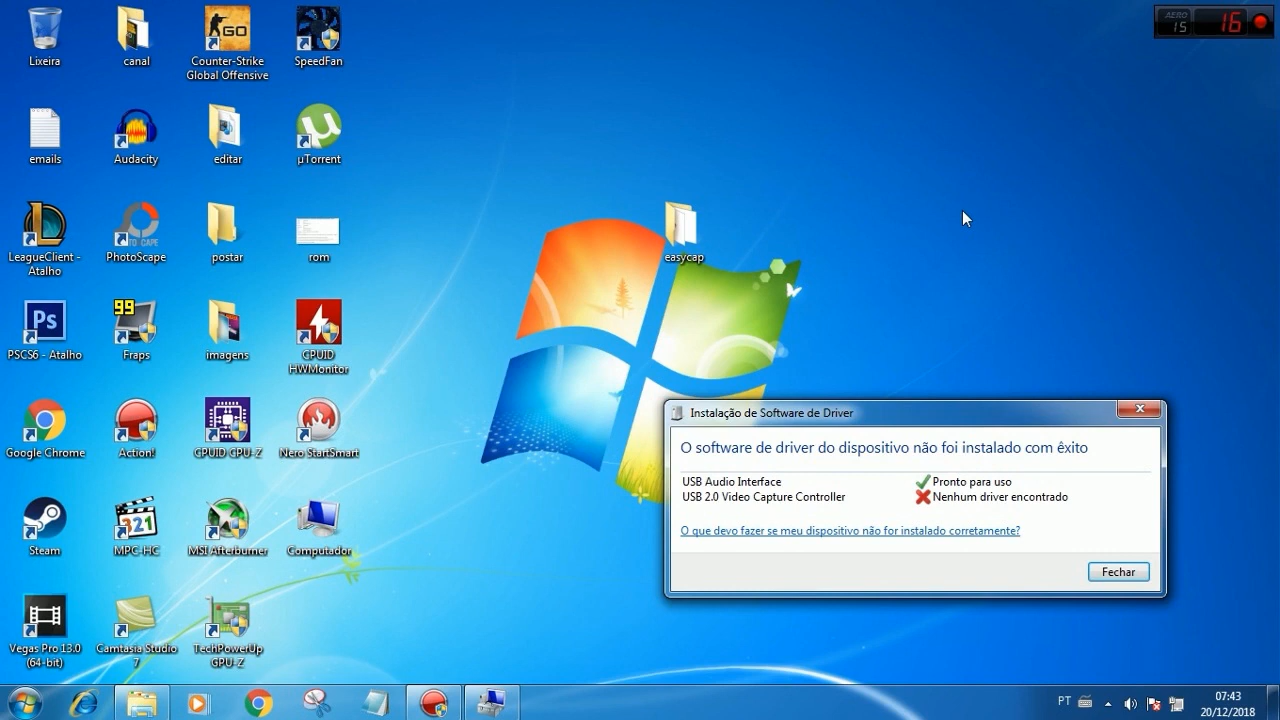 Lixeira
canal
Counter-Strike
Global Offensive
SpeedFan
AERO
15
16
GO
emails
Audacity
editar
µTorrent
LeagueClient -
Atalho
PhotoScape
postar
rom
easycap
Ps
99
PSCS6 - Atalho
Fraps
imagens
CPUID
HWMonitor
Google Chrome
Action!
CPUID CPU-Z
Nero StartSmart
Instalação de Software de Driver
O software de driver do dispositivo não foi instalado com êxito
USB Audio Interface
Pronto para uso
USB 2.0 Video Capture Controller
Nenhum driver encontrado
O que devo fazer se meu dispositivo não for instalado corretamente?
Fechar
321
Steam
MPC-HC
MSI Afterburner
Computador
Vegas Pro 13.0
(64-bit)
Camtasia Studio
7
TechPowerUp
GPU-Z
PT
07:43
20/12/2018